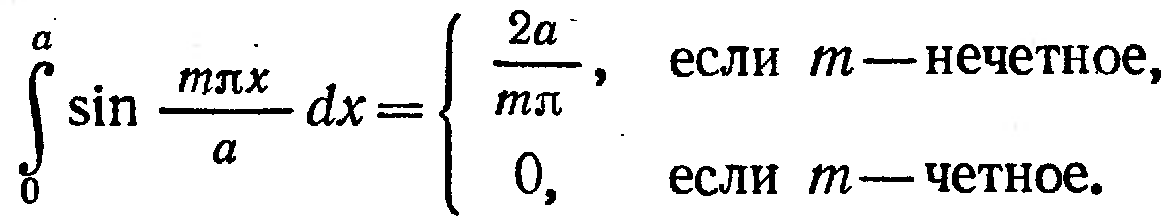 ∫₀ᵃ sin (mπx / a) dx = { 2a / mπ, если m — нечетное,
0, если m — четное.